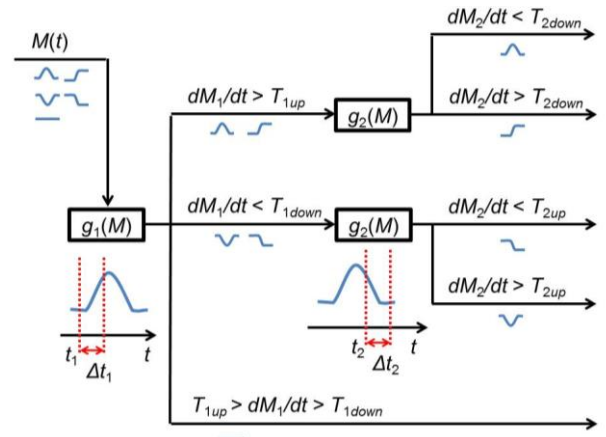 M(t)
dM₂/dt < T₂down
dM₁/dt > T₁up
g₂(M)
dM₂/dt > T₂down
g₁(M)
dM₁/dt < T₁down
g₂(M)
dM₂/dt < T₂up
dM₂/dt > T₂up
t₁
Δt₁
t
t₂
Δt₂
t
T₁up > dM₁/dt > T₁down